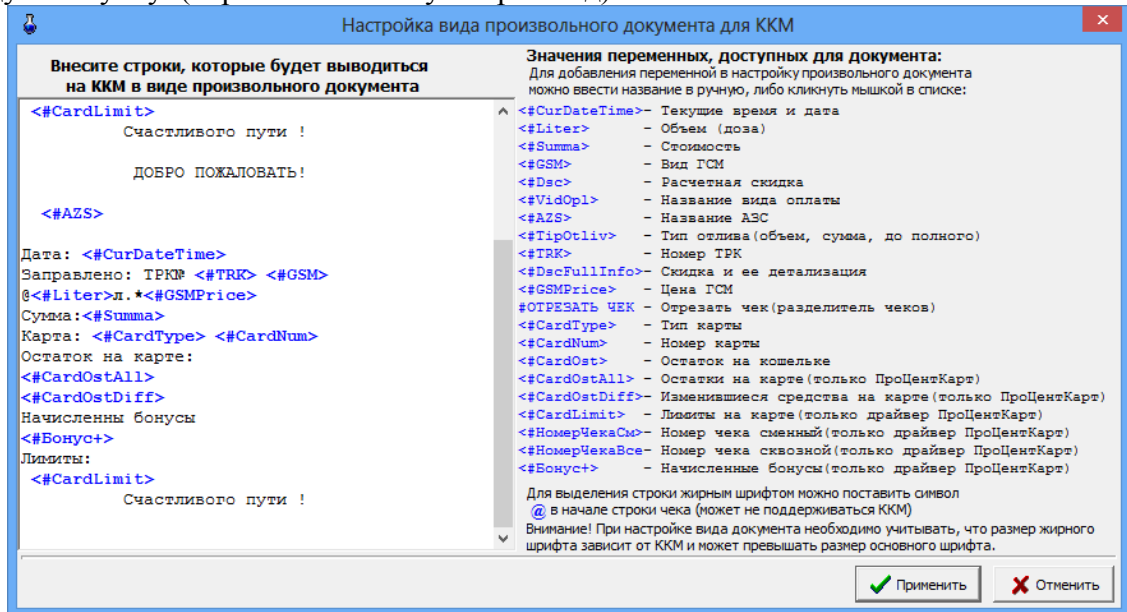 Настройка вида произвольного документа для ККМ
Внесите строки, которые будет выводиться
на ККМ в виде произвольного документа
<#CardLimit>
Счастливого пути !
ДОБРО ПОЖАЛОВАТЬ!
<#AZS>
Дата: <#CurDateTime>
Заправлено: ТРК№ <#TRK> <#GSM>
@<#Liter>л.*<#GSMPrice>
Сумма:<#Summa>
Карта: <#CardType> <#CardNum>
Остаток на карте:
<#CardOstAll>
<#CardOstDiff>
Начисленны бонусы
<#Бонус+>
Лимиты:
<#CardLimit>
Счастливого пути !
Значения переменных, доступных для документа:
Для добавления переменной в настройку произвольного документа
можно ввести название в ручную, либо кликнуть мышкой в списке:
<#CurDateTime>- Текущие время и дата
<#Liter> - Объем (доза)
<#Summa> - Стоимость
<#GSM> - Вид ГСМ
<#Dsc> - Расчетная скидка
<#VidOpl> - Название вида оплаты
<#AZS> - Название АЗС
<#TipOtliv> - Тип отлива(объем, сумма, до полного)
<#TRK> - Номер ТРК
<#DscFullInfo>- Скидка и ее детализация
<#GSMPrice> - Цена ГСМ
#ОТРЕЗАТЬ ЧЕК - Отрезать чек(разделитель чеков)
<#CardType> - Тип карты
<#CardNum> - Номер карты
<#CardOst> - Остаток на кошельке
<#CardOstAll> - Остатки на карте(только ПроЦентКарт)
<#CardOstDiff>- Изменившиеся средства на карте(только ПроЦентКарт)
<#CardLimit> - Лимиты на карте(только драйвер ПроЦентКарт)
<#НомерЧекаСм>- Номер чека сменный(только драйвер ПроЦентКарт)
<#НомерЧекаВсе- Номер чека сквозной(только драйвер ПроЦентКарт)
<#Бонус+> - Начисленные бонусы(только драйвер ПроЦентКарт)
Для выделения строки жирным шрифтом можно поставить символ
@ в начале строки чека (может не поддерживаться ККМ)
Внимание! При настройке вида документа необходимо учитывать, что размер жирного
шрифта зависит от ККМ и может превышать размер основного шрифта.
Применить
Отменить